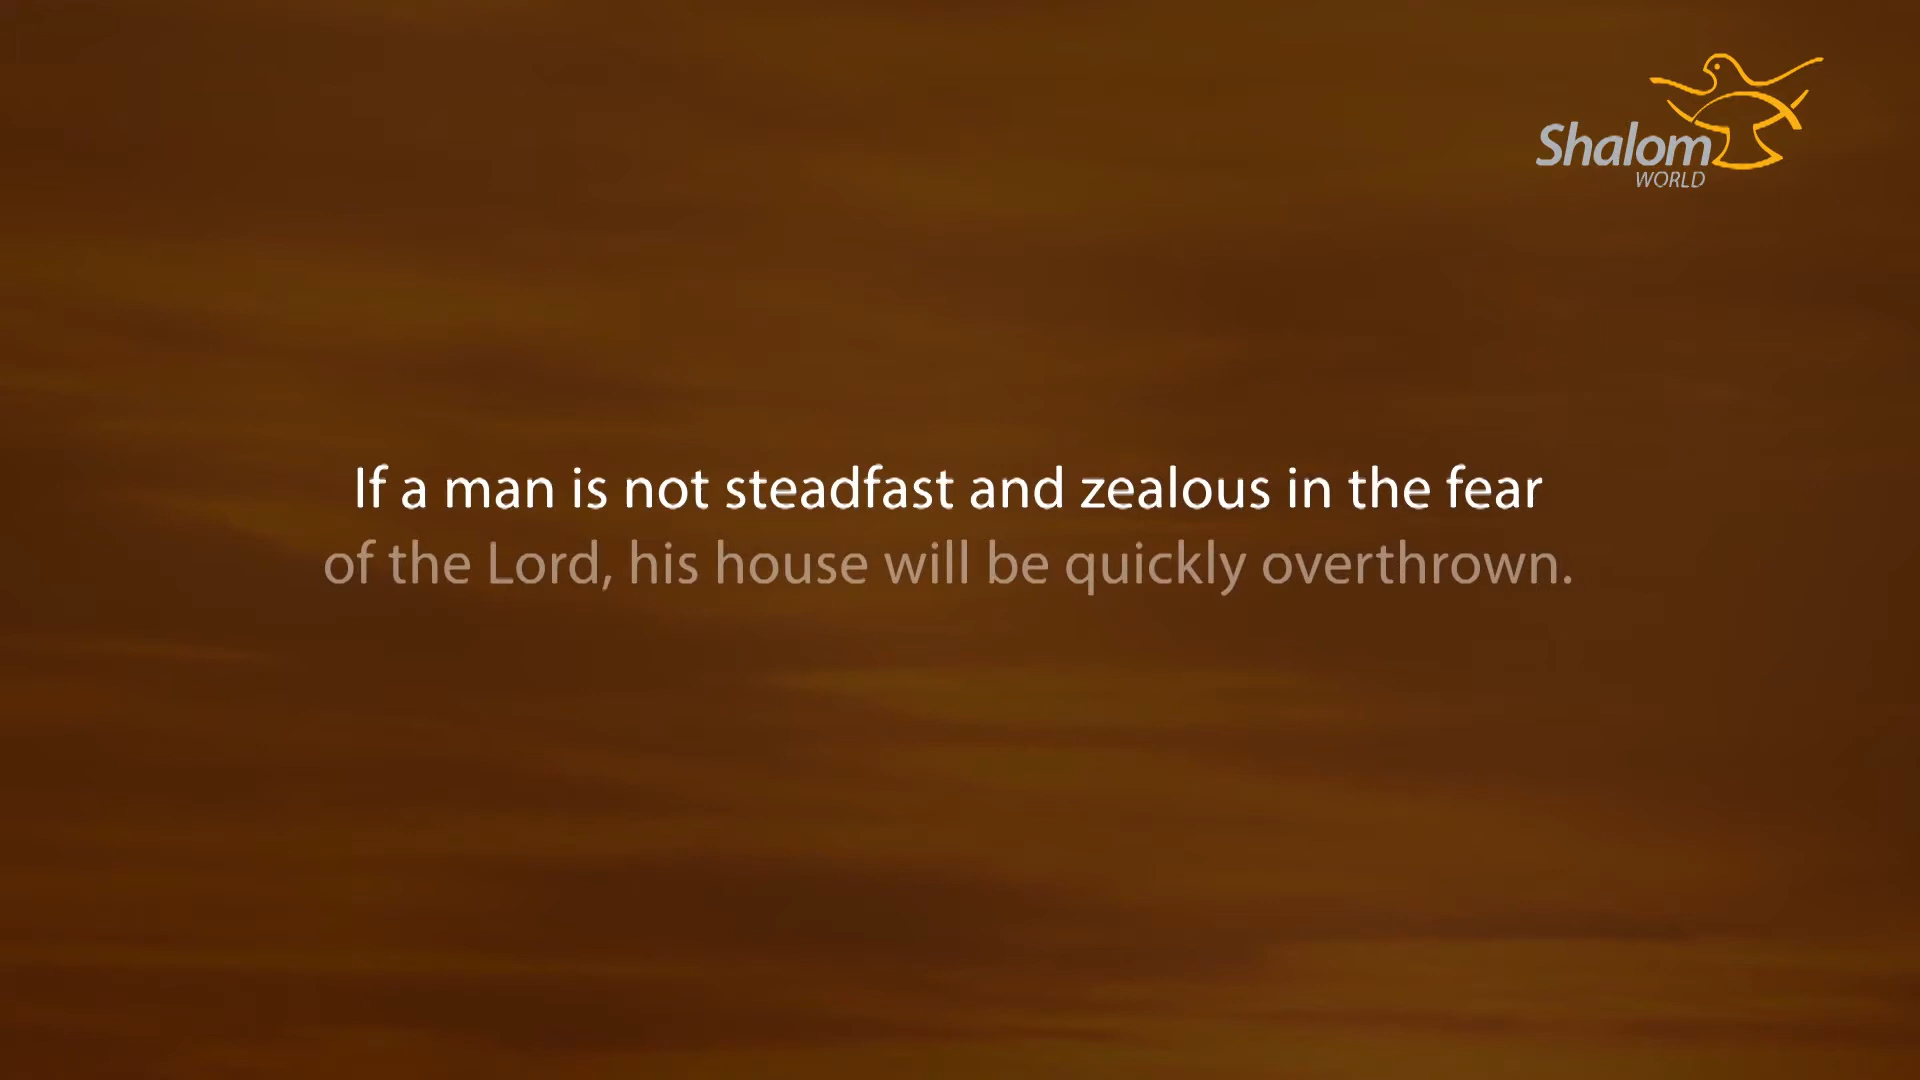 Shalom
WORLD
If a man is not steadfast and zealous in the fear
of the Lord, his house will be quickly overthrown.